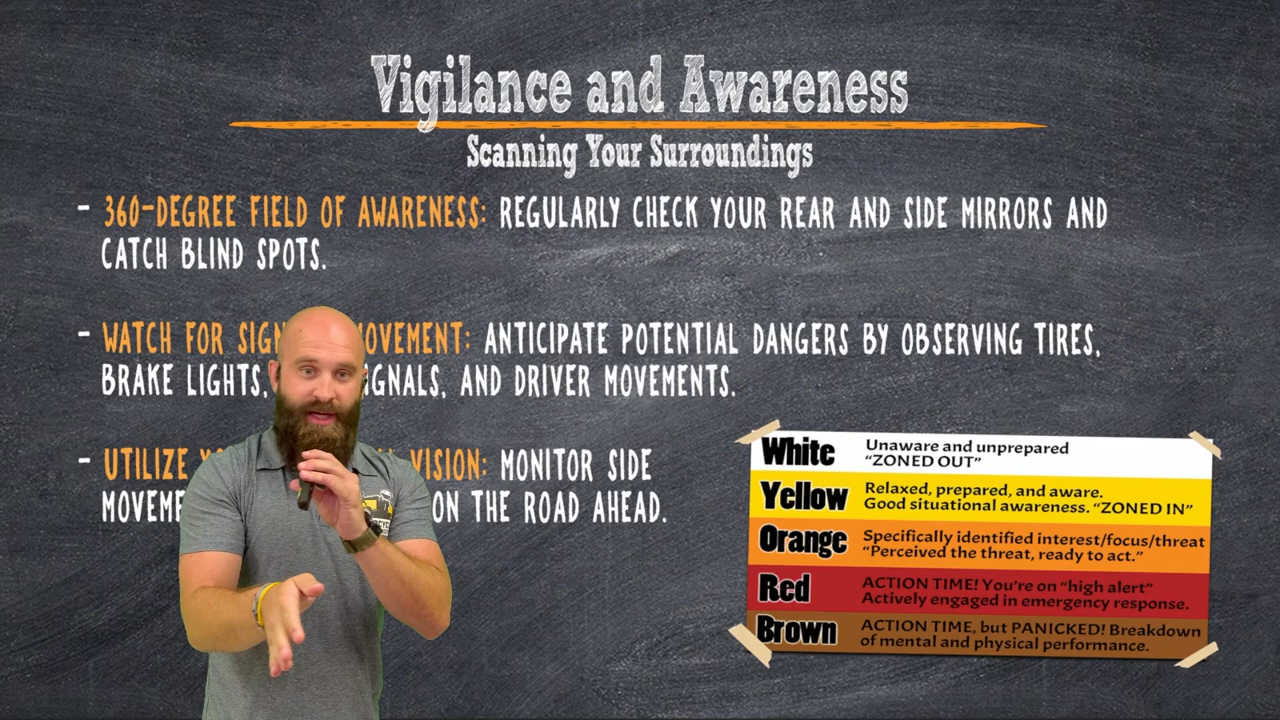 Vigilance and Awareness
Scanning Your Surroundings
- 360-DEGREE FIELD OF AWARENESS: REGULARLY CHECK YOUR REAR AND SIDE MIRRORS AND
CATCH BLIND SPOTS.
- WATCH FOR MOVEMENT: ANTICIPATE POTENTIAL DANGERS BY OBSERVING TIRES,
BRAKE LIGHTS, AND DRIVER MOVEMENTS.
- UTILIZE VISION: MONITOR SIDE
ON THE ROAD AHEAD.
White Unaware and unprepared
"ZONED OUT"
Yellow Relaxed, prepared, and aware.
Good situational awareness. "ZONED IN"
Orange Specifically identified interest/focus/threat
"Perceived the threat, ready to act."
Red ACTION TIME! You're on "high alert"
Actively engaged in emergency response.
Brown ACTION TIME, but PANICKED! Breakdown
of mental and physical performance.